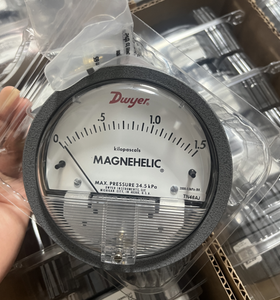 Dwyer.
0 .5 1.0 1.5
kilopascals
MAGNEHELIC®
MAX. PRESSURE 34.5 kPa